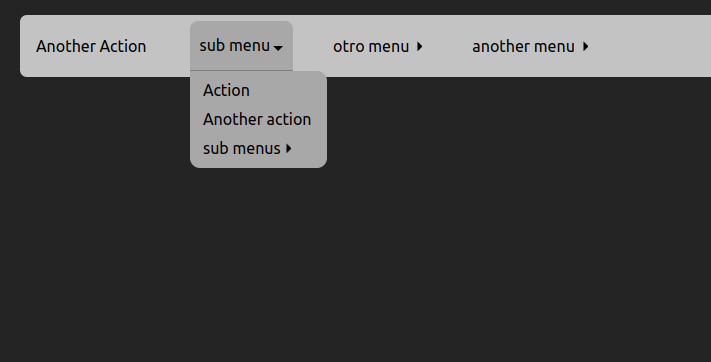 Another Action
sub menu
otro menu
another menu
Action
Another action
sub menus